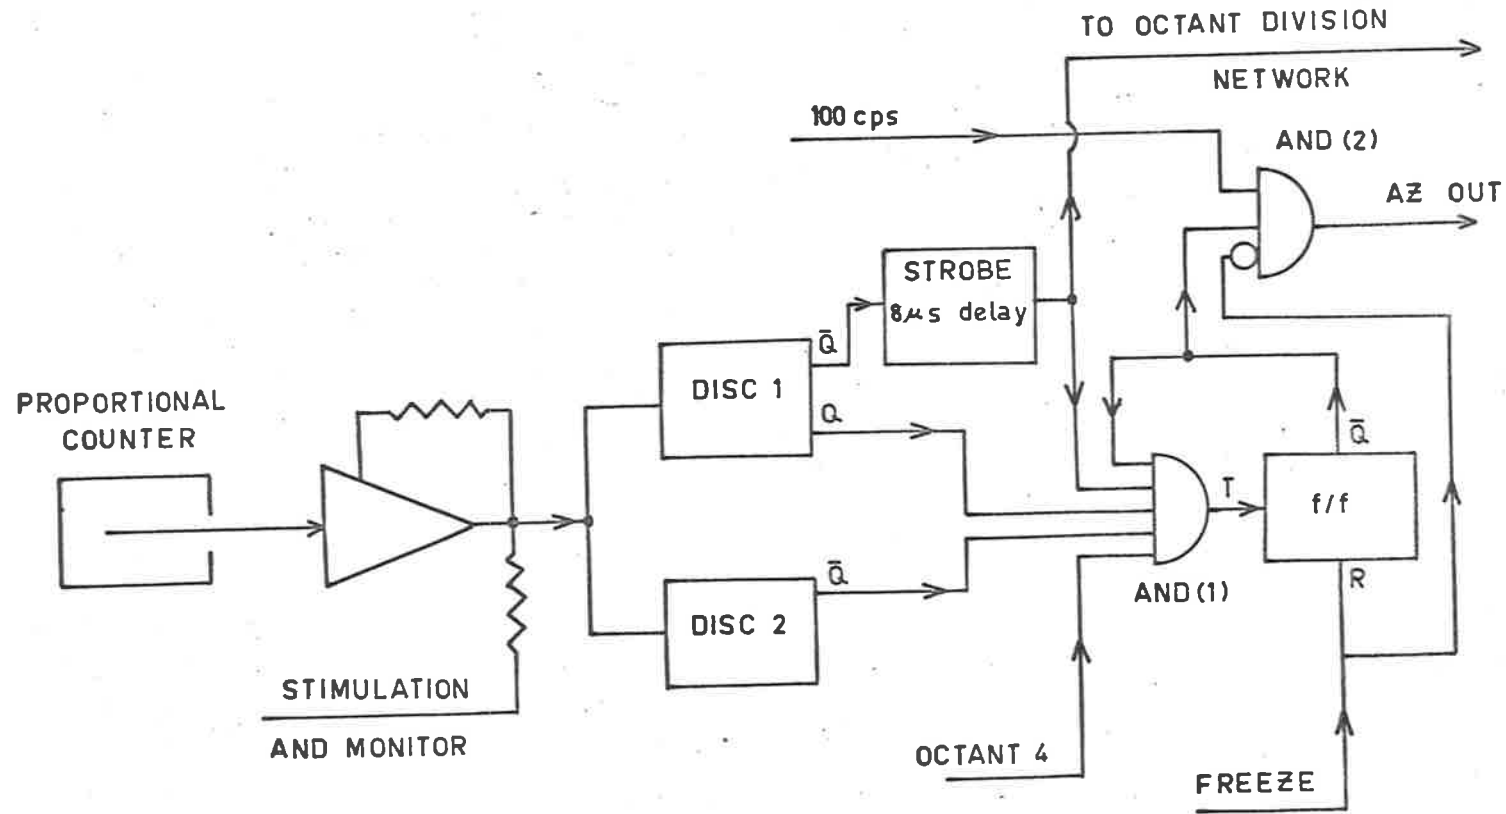 TO OCTANT DIVISION
NETWORK
100 cps
AND (2)
AZ OUT
STROBE
8μs delay
Q̄
DISC 1
Q
PROPORTIONAL
COUNTER
Q̄
T
f/f
R
Q̄
DISC 2
AND (1)
STIMULATION
AND MONITOR
OCTANT 4
FREEZE